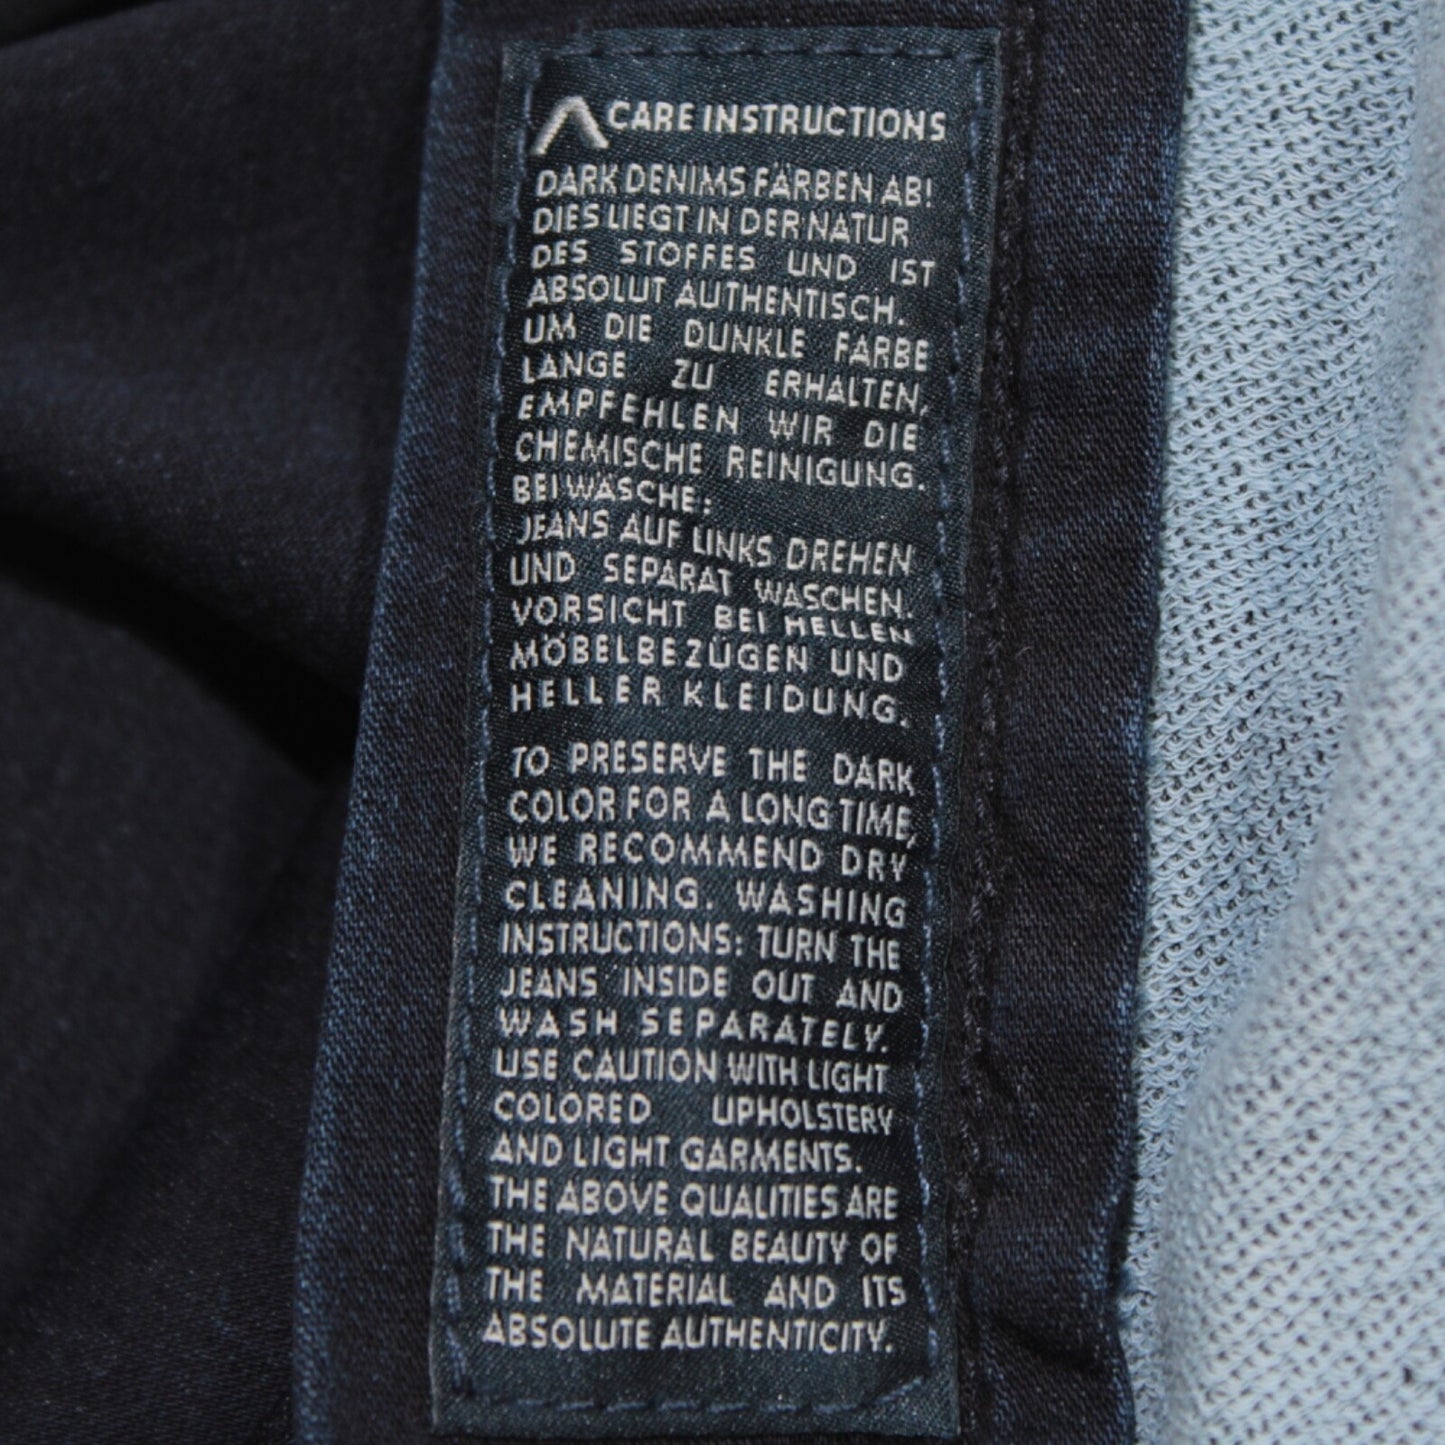 CARE INSTRUCTIONS
DARK DENIMS FÄRBEN AB!
DIES LIEGT IN DER NATUR
DES STOFFES UND IST
ABSOLUT AUTHENTISCH.
UM DIE DUNKLE FARBE
LANGE ZU ERHALTEN,
EMPFEHLEN WIR DIE
CHEMISCHE REINIGUNG.
BEI WÄSCHE:
JEANS AUF LINKS DREHEN
UND SEPARAT WASCHEN.
VORSICHT BEI HELLEN
MÖBELBEZÜGEN UND
HELLER KLEIDUNG.
TO PRESERVE THE DARK
COLOR FOR A LONG TIME,
WE RECOMMEND DRY
CLEANING. WASHING
INSTRUCTIONS: TURN THE
JEANS INSIDE OUT AND
WASH SEPARATELY.
USE CAUTION WITH LIGHT
COLORED UPHOLSTERY
AND LIGHT GARMENTS.
THE ABOVE QUALITIES ARE
THE NATURAL BEAUTY OF
THE MATERIAL AND ITS
ABSOLUTE AUTHENTICITY.